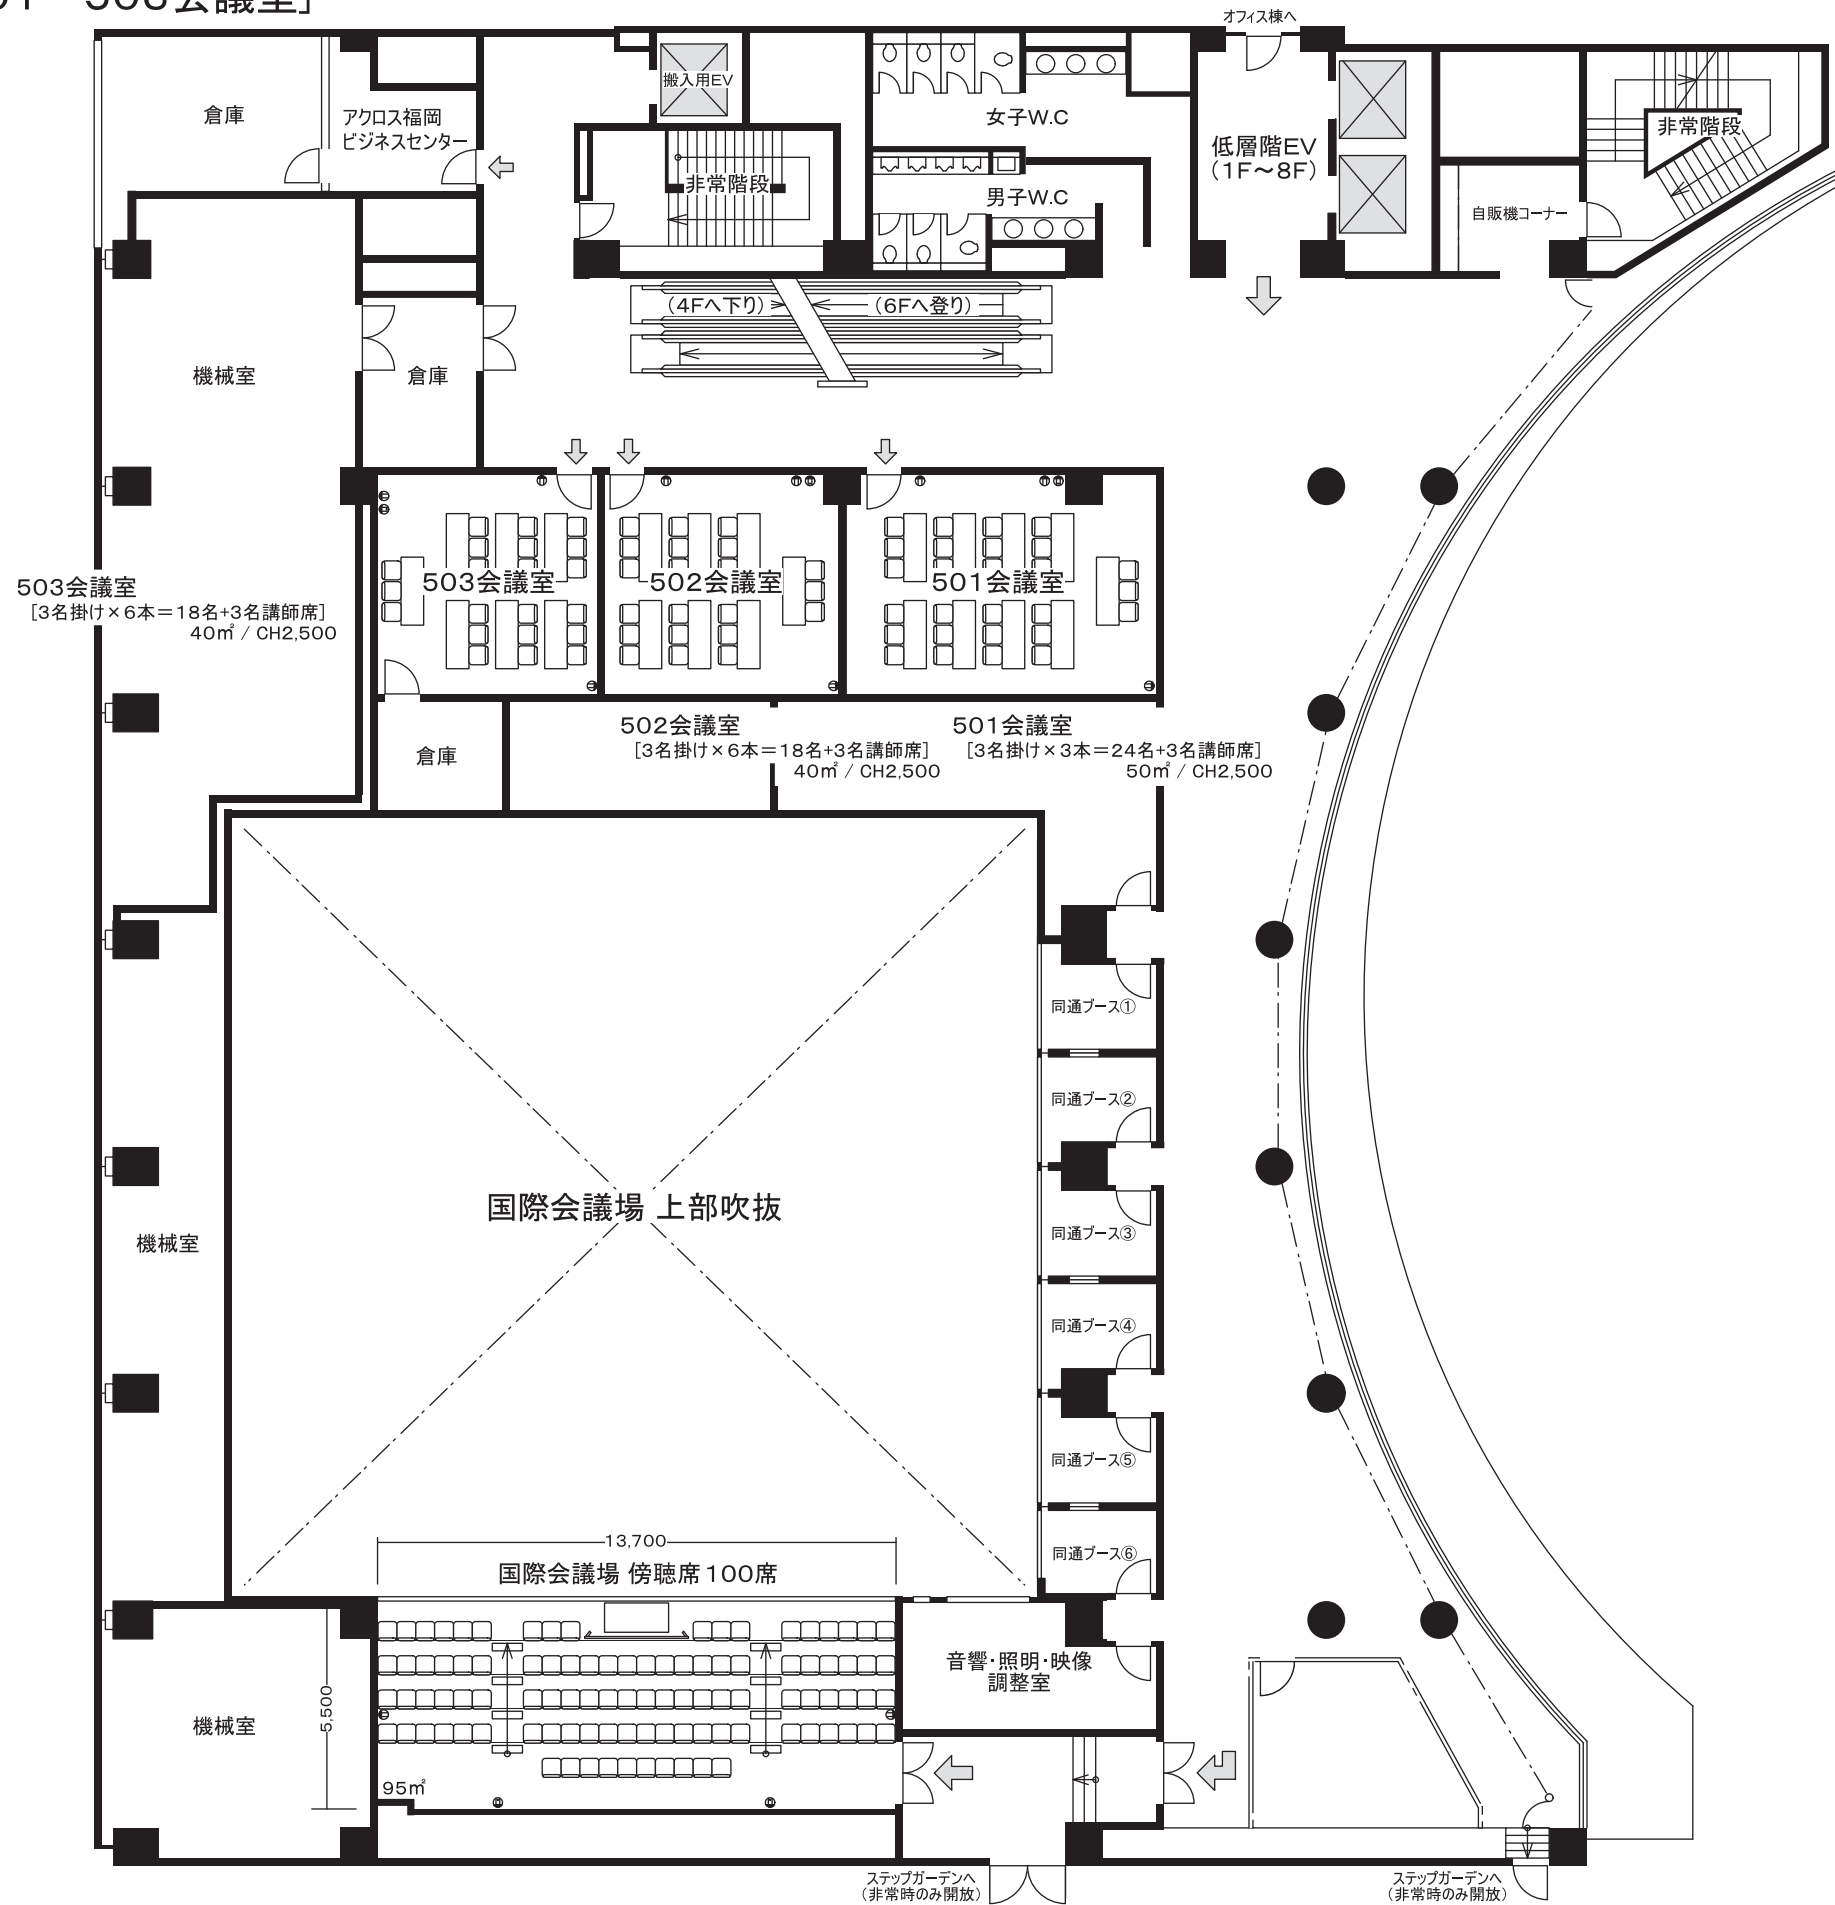 オフィス棟へ
搬入用EV
倉庫
アクロス福岡
ビジネスセンター
女子W.C
低層階EV
(1F～8F)
非常階段
非常階段
男子W.C
自販機コーナー
(4Fへ下り)
(6Fへ登り)
機械室
倉庫
503会議室
502会議室
501会議室
503会議室
[3名掛け×6本＝18名+3名講師席]
40㎡ / CH2,500
502会議室
[3名掛け×6本＝18名+3名講師席]
40㎡ / CH2,500
501会議室
[3名掛け×3本＝24名+3名講師席]
50㎡ / CH2,500
倉庫
同通ブース①
同通ブース②
国際会議場 上部吹抜
同通ブース③
機械室
同通ブース④
同通ブース⑤
13,700
同通ブース⑥
国際会議場 傍聴席100席
音響・照明・映像
調整室
5,500
機械室
95㎡
ステップガーデンへ
(非常時のみ開放)
ステップガーデンへ
(非常時のみ開放)